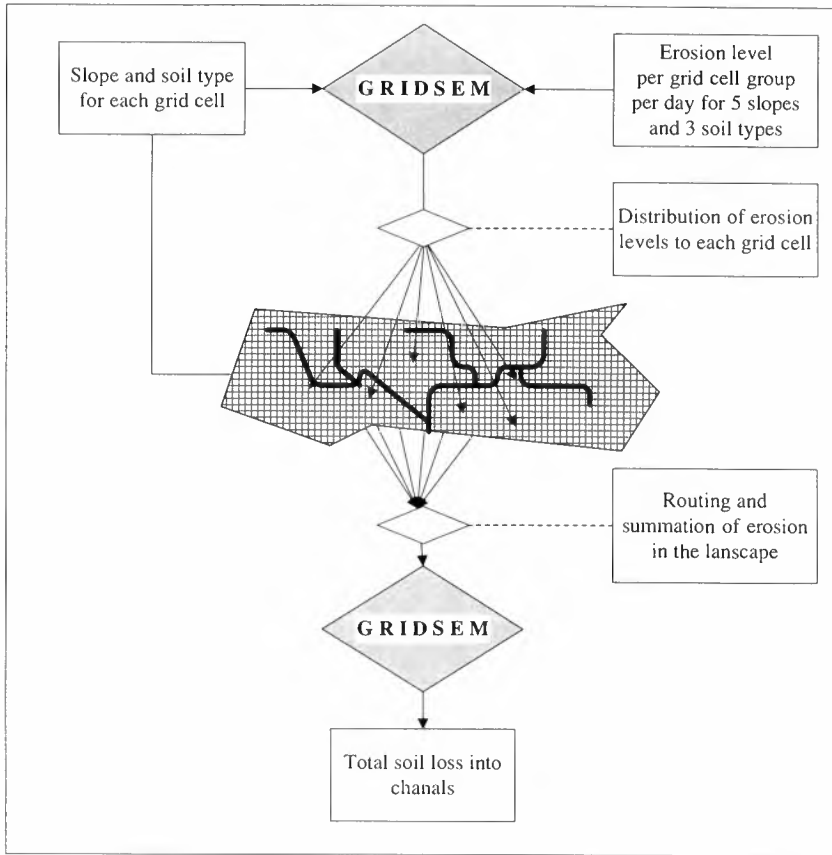 Slope and soil type
for each grid cell
GRIDSEM
Erosion level
per grid cell group
per day for 5 slopes
and 3 soil types
Distribution of erosion
levels to each grid cell
Routing and
summation of erosion
in the lanscape
GRIDSEM
Total soil loss into
chanals